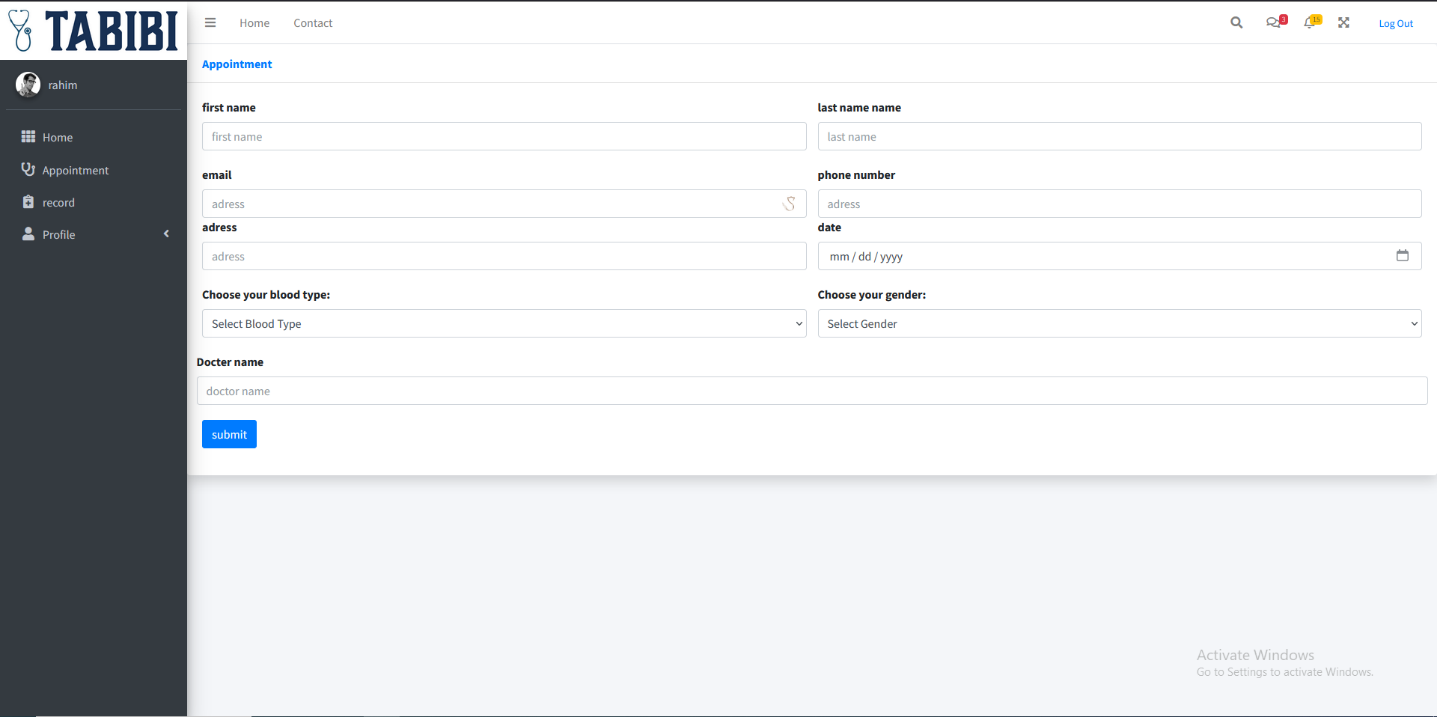 TABIBI
Home Contact 3 15 Log Out
rahim
Home
Appointment
record
Profile
Appointment
first name last name name
first name last name
email phone number
adress adress
adress date
adress mm / dd / yyyy
Choose your blood type: Choose your gender:
Select Blood Type Select Gender
Docter name
doctor name
submit
Activate Windows
Go to Settings to activate Windows.